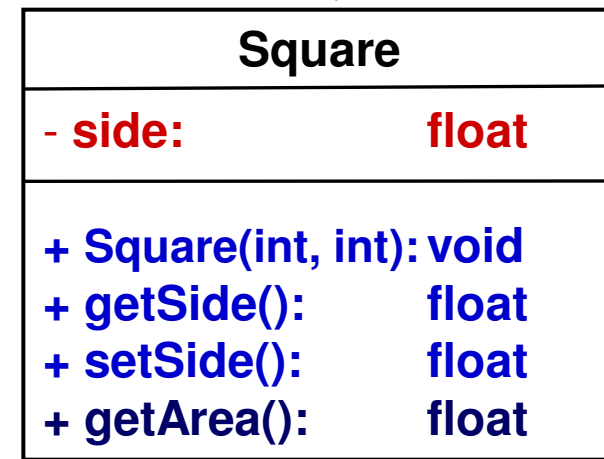 Square
- side: float
+ Square(int, int): void
+ getSide(): float
+ setSide(): float
+ getArea(): float